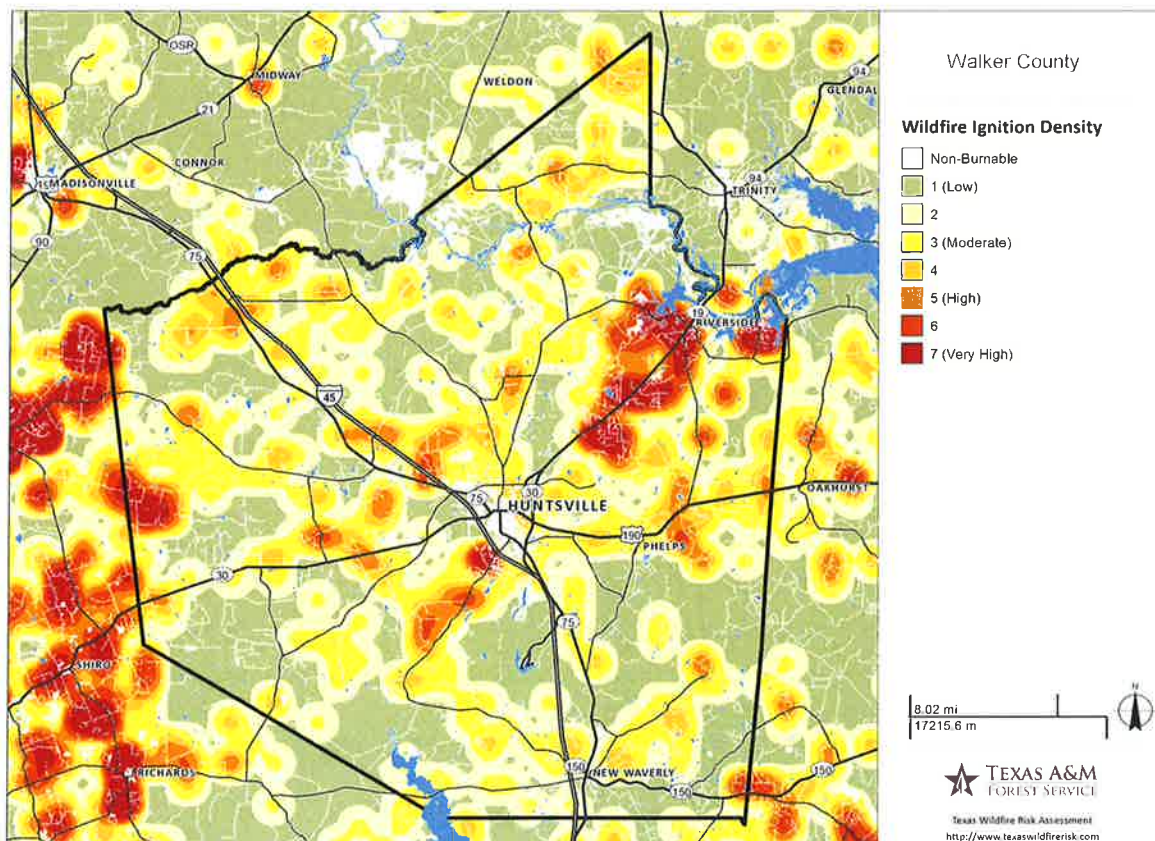 Walker County
Wildfire Ignition Density
Non-Burnable
1 (Low)
2
3 (Moderate)
4
5 (High)
6
7 (Very High)
8.02 mi
17215.6 m
N
TEXAS A&M
FOREST SERVICE
Texas Wildfire Risk Assessment
http://www.texaswildfirerisk.com
OSR
MIDWAY
WELDON
94
GLENDAL
21
CONNOR
MADISONVILLE
94
TRINITY
90
75
19
RIVERSIDE
45
OAKHURST
75
30
HUNTSVILLE
190
PHELPS
30
75
SHIRO
RICHARDS
150
NEW WAVERLY
150
150